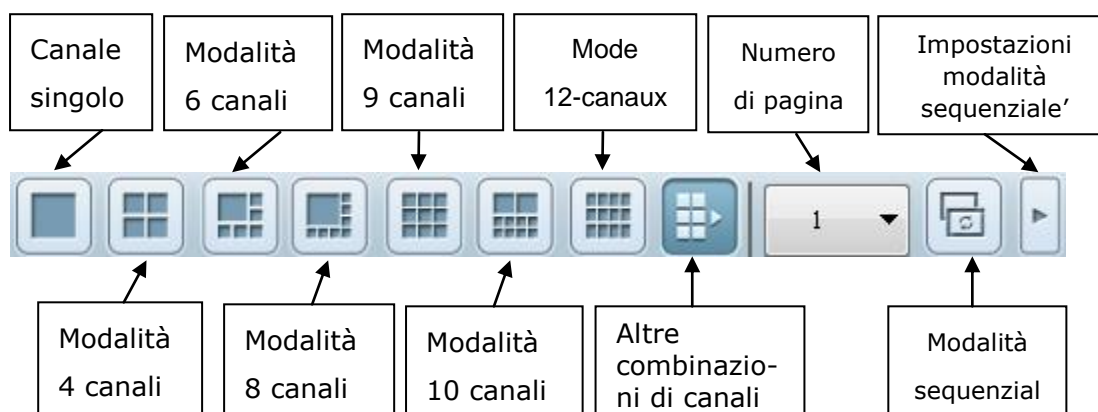 Canale
singolo
Modalità
6 canali
Modalità
9 canali
Mode
12-canaux
Numero
di pagina
Impostazioni
modalità
sequenziale’
1
Modalità
4 canali
Modalità
8 canali
Modalità
10 canali
Altre
combinazio-
ni di canali
Modalità
sequenzial